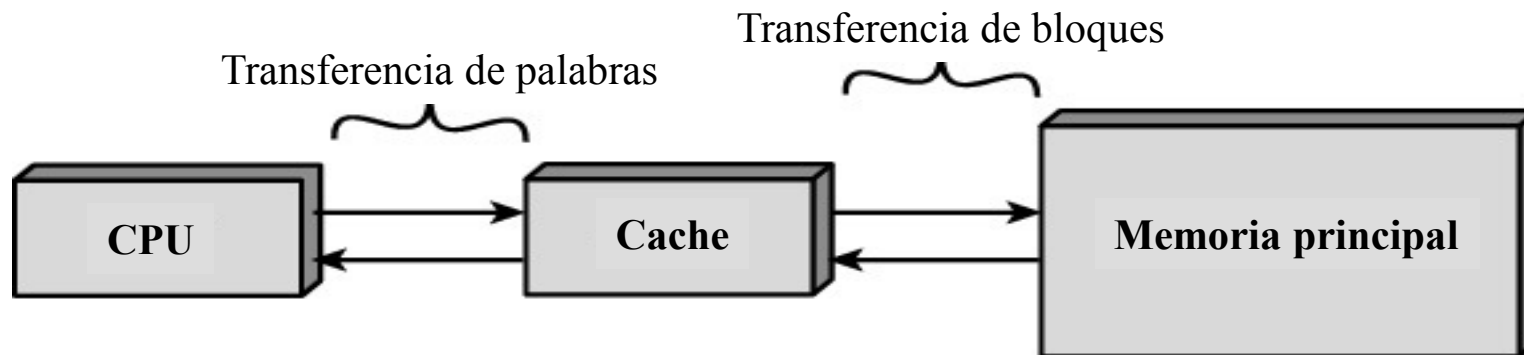 Transferencia de bloques
Transferencia de palabras
CPU
Cache
Memoria principal